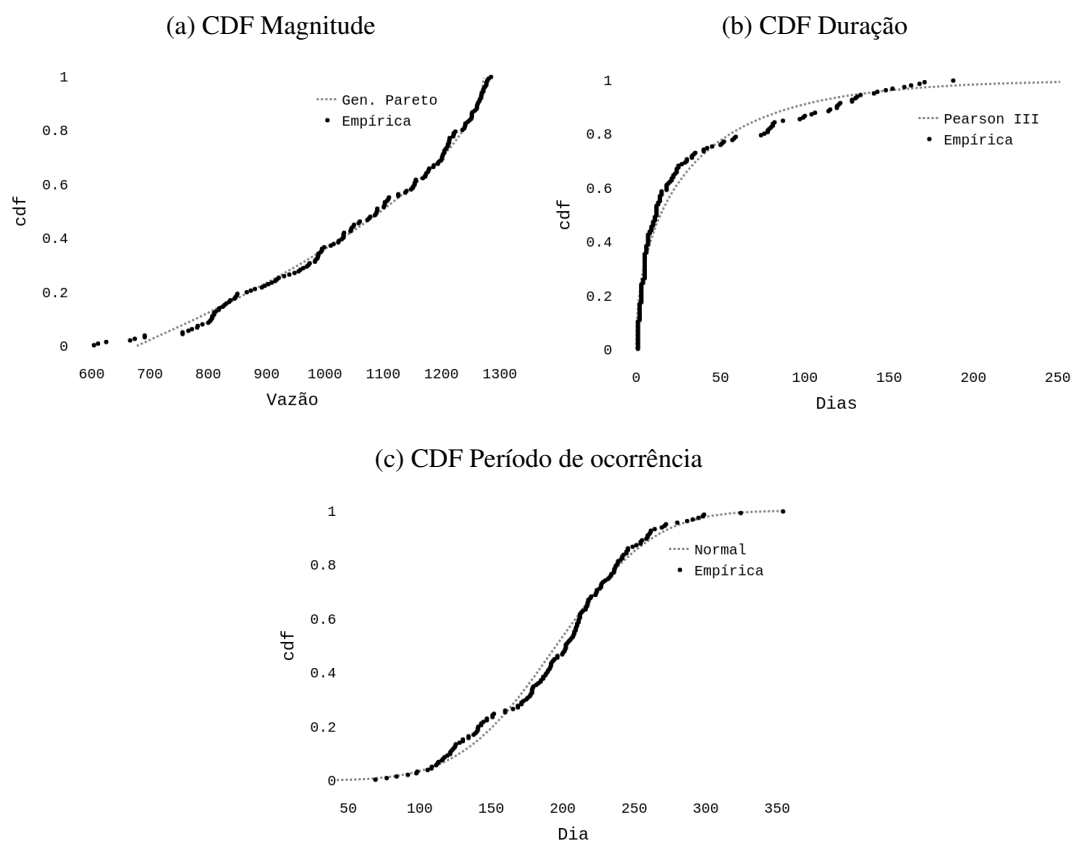 (a) CDF Magnitude
1
0.8
0.6
0.4
0.2
0
cdf
Gen. Pareto
Empírica
600 700 800 900 1000 1100 1200 1300
Vazão
(b) CDF Duração
1
0.8
0.6
0.4
0.2
0
cdf
Pearson III
Empírica
0 50 100 150 200 250
Dias
(c) CDF Período de ocorrência
1
0.8
0.6
0.4
0.2
0
cdf
Normal
Empírica
50 100 150 200 250 300 350
Dia